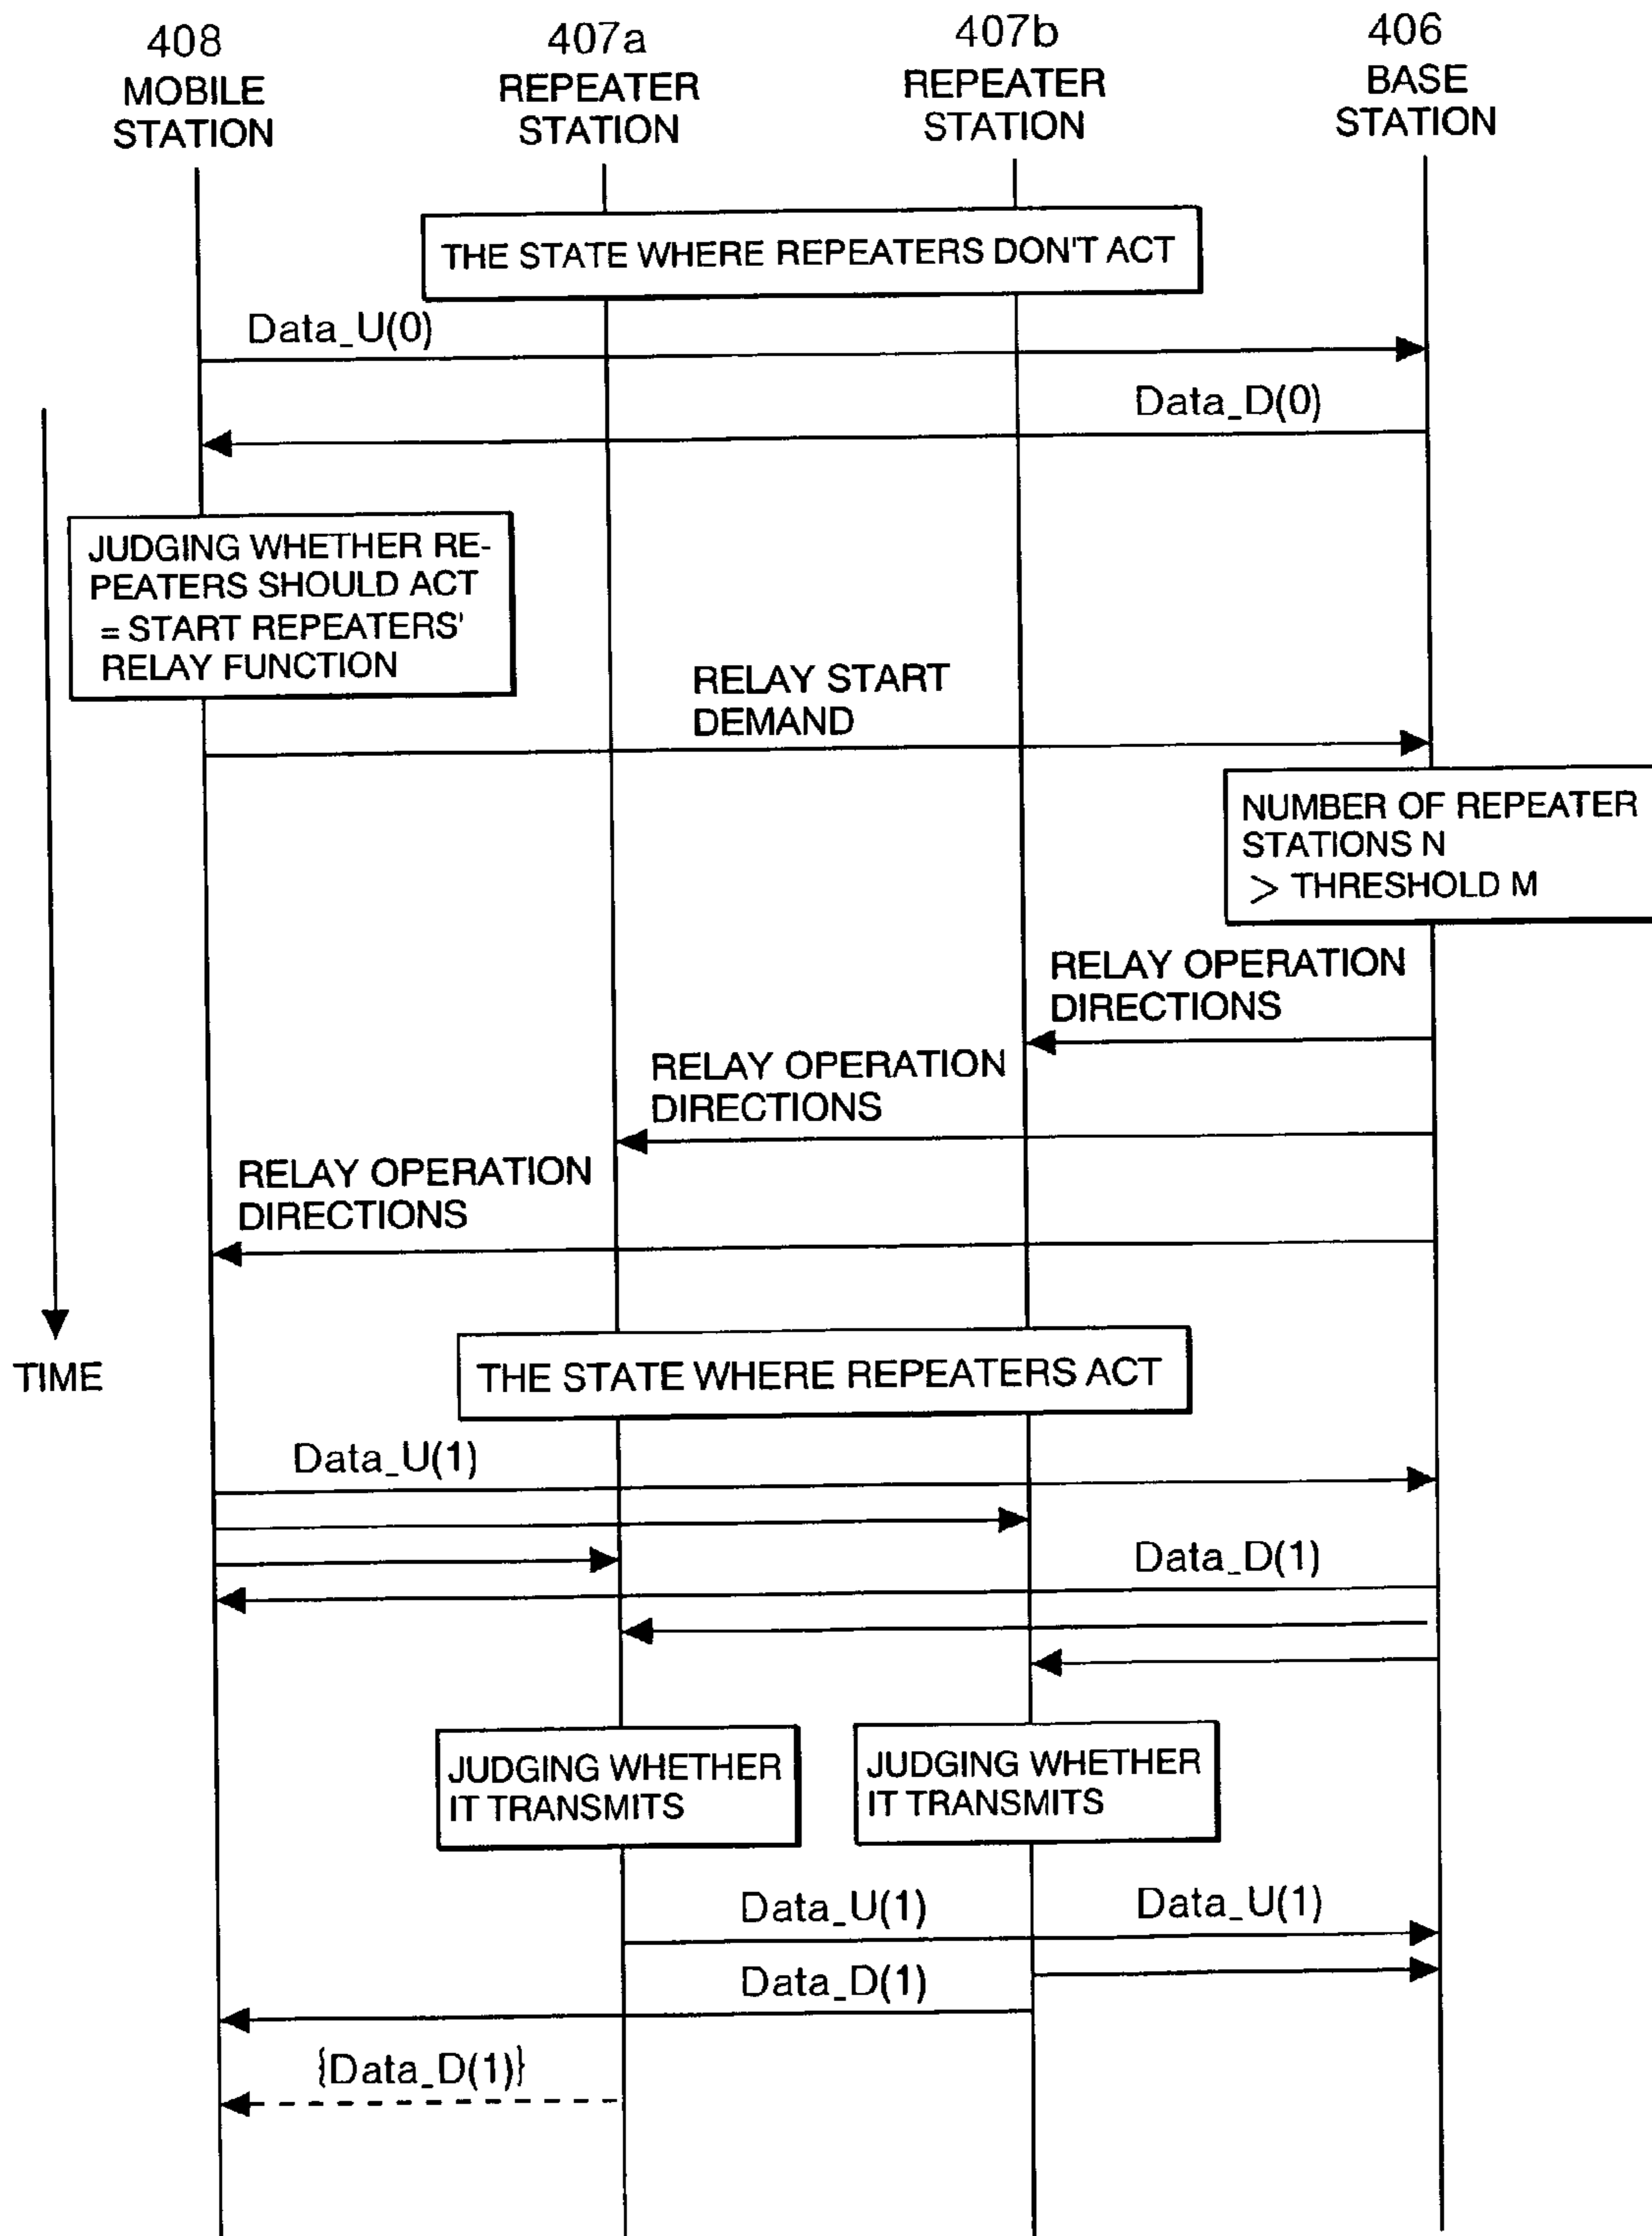 408
MOBILE
STATION
407a
REPEATER
STATION
407b
REPEATER
STATION
406
BASE
STATION
THE STATE WHERE REPEATERS DON'T ACT
Data_U(0)
Data_D(0)
JUDGING WHETHER RE-
PEATERS SHOULD ACT
= START REPEATERS'
RELAY FUNCTION
RELAY START
DEMAND
NUMBER OF REPEATER
STATIONS N
> THRESHOLD M
RELAY OPERATION
DIRECTIONS
RELAY OPERATION
DIRECTIONS
RELAY OPERATION
DIRECTIONS
TIME
THE STATE WHERE REPEATERS ACT
Data_U(1)
Data_D(1)
JUDGING WHETHER
IT TRANSMITS
JUDGING WHETHER
IT TRANSMITS
Data_U(1)
Data_U(1)
Data_D(1)
{Data_D(1)}